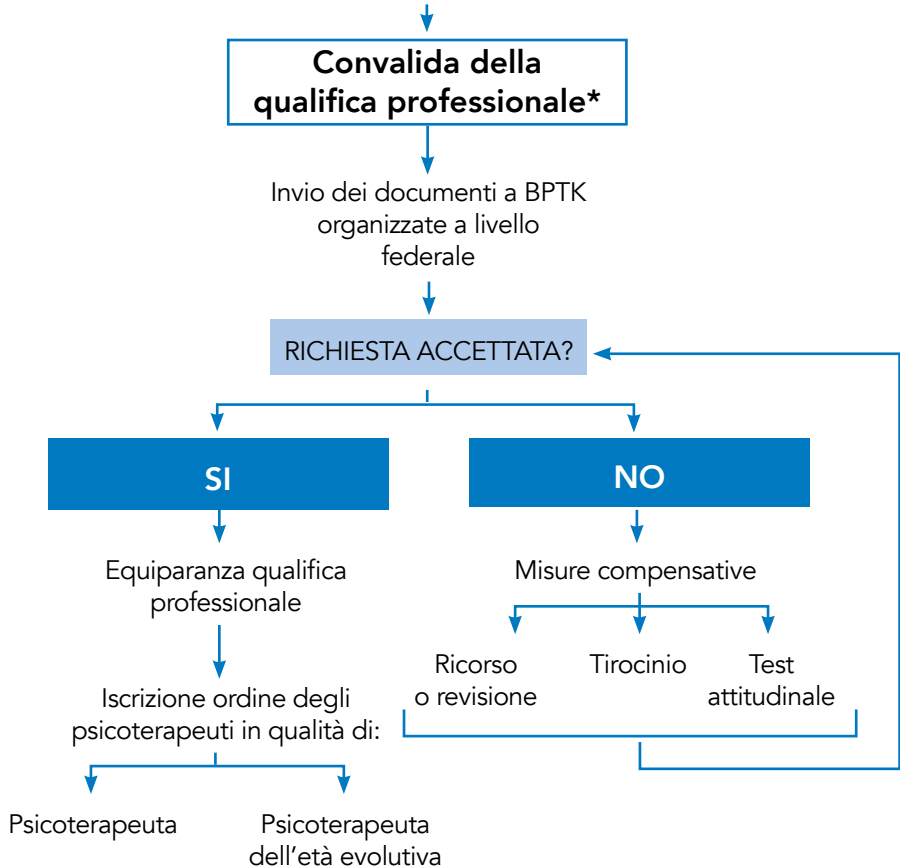 Convalida della
qualifica professionale*
Invio dei documenti a BPTK
organizzate a livello
federale
RICHIESTA ACCETTATA?
SI
Equiparanza qualifica
professionale
Iscrizione ordine degli
psicoterapeuti in qualità di:
Psicoterapeuta
Psicoterapeuta
dell'età evolutiva
NO
Misure compensative
Ricorso
o revisione
Tirocinio
Test
attitudinale